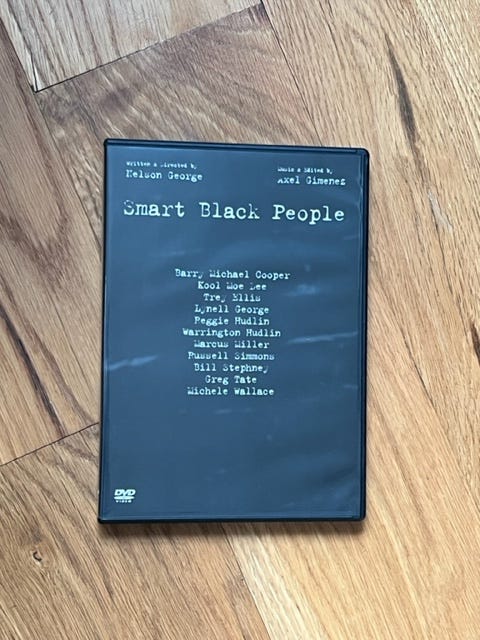 Written & Directed by
Nelson George
Music & Edited by
Axel Gimenez
Smart Black People
Barry Michael Cooper
Kool Moe Dee
Trey Ellis
Lynell George
Reggie Hudlin
Warrington Hudlin
Marcus Miller
Russell Simmons
Bill Stephney
Greg Tate
Michele Wallace
DVD
VIDEO